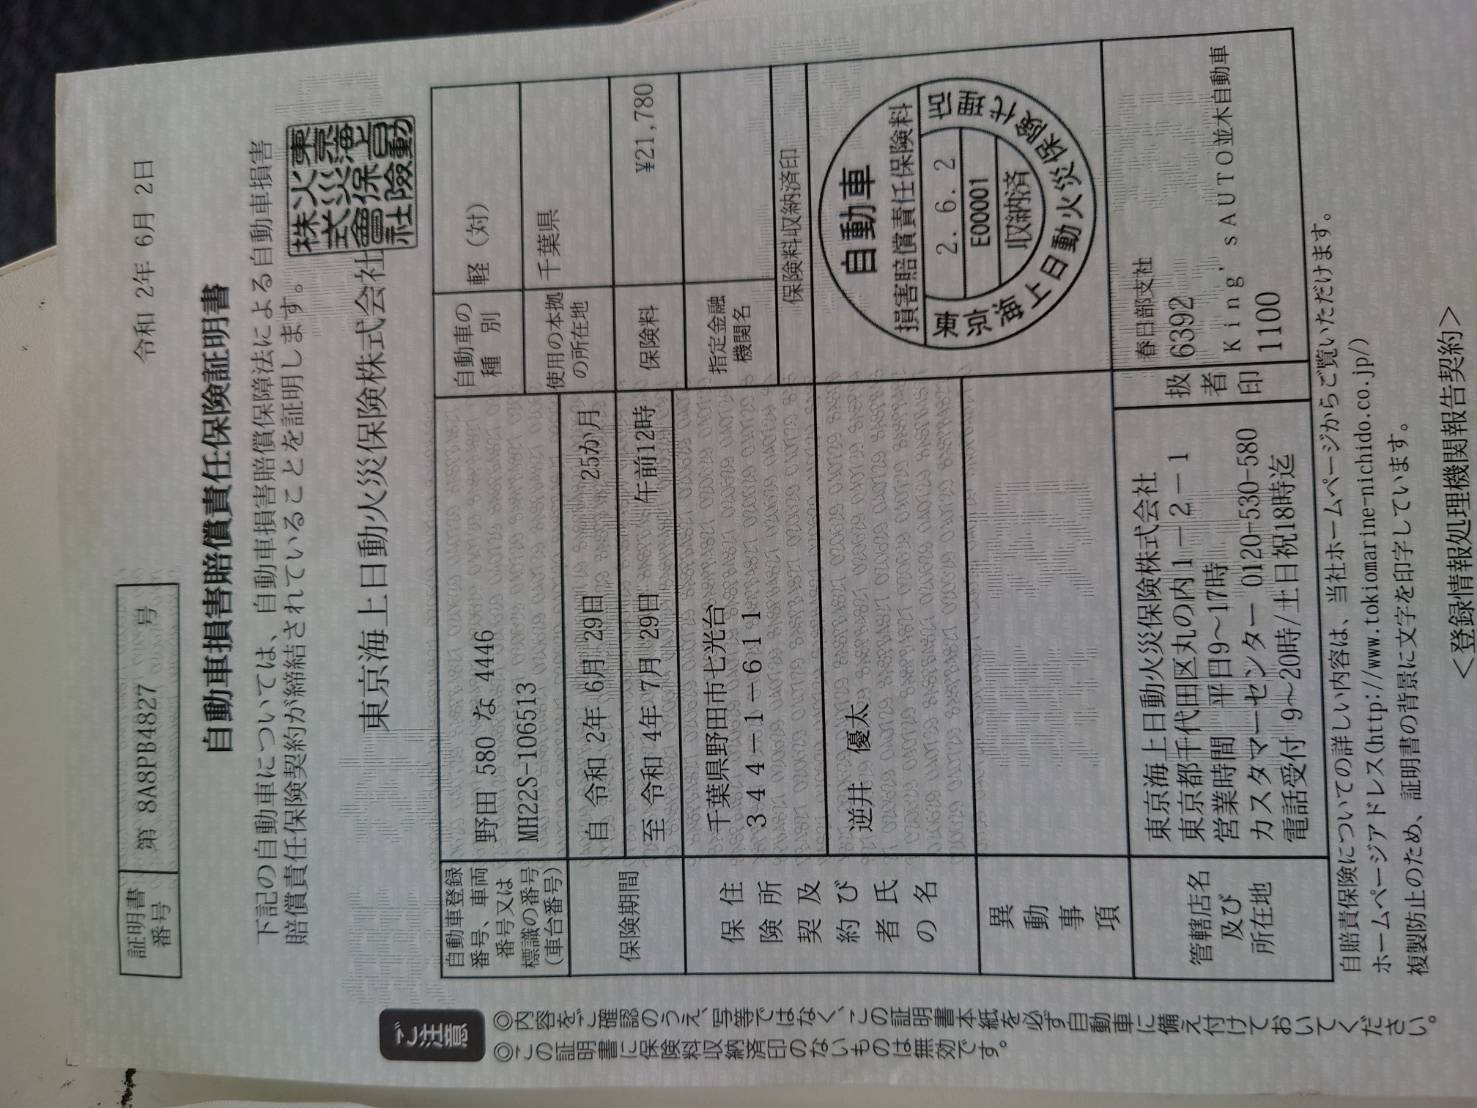 令和 2年 6月 2日
証明書番号
第 8A8PB4827 号
自動車損害賠償責任保険証明書
下記の自動車については、自動車損害賠償保障法による自動車損害
賠償責任保険契約が締結されていることを証明します。
東京海上日動火災保険株式会社
東京海上日動火災保険株式会社
自動車登録番号、車両番号又は標識の番号(車台番号)
野田 580 な 4446
MH22S-106513
自動車の種別
軽(対)
使用の本拠の所在地
千葉県
保険期間
自 令和 2年 6月 29日 25か月
至 令和 4年 7月 29日 午前12時
保険料
¥21,780
指定金融機関名
保険契約者の住所及び氏名
千葉県野田市七光台
344-1-611
逆井 優太
保険料収納済印
自動車
損害賠償責任保険料
2. 6. 2
E00001
収納済
東京海上日動火災保険代理店
異動事項
管轄店名及び所在地
東京海上日動火災保険株式会社
東京都千代田区丸の内1-2-1
営業時間 平日9~17時
カスタマーセンター 0120-530-580
電話受付 9~20時/土日祝18時迄
扱者印
春日部支社
6392
King'sAUTO並木自動車
1100
自賠責保険についての詳しい内容は、当社ホームページからご覧いただけます。
ホームページアドレス(http://www.tokiomarine-nichido.co.jp/)
複製防止のため、証明書の背景に文字を印字しています。
<登録情報処理機関報告契約>
ご注意
◎内容をご確認のうえ、写等ではなく、この証明書本紙を必ず自動車に備え付けておいてください。
◎この証明書に保険料収納済印のないものは無効です。